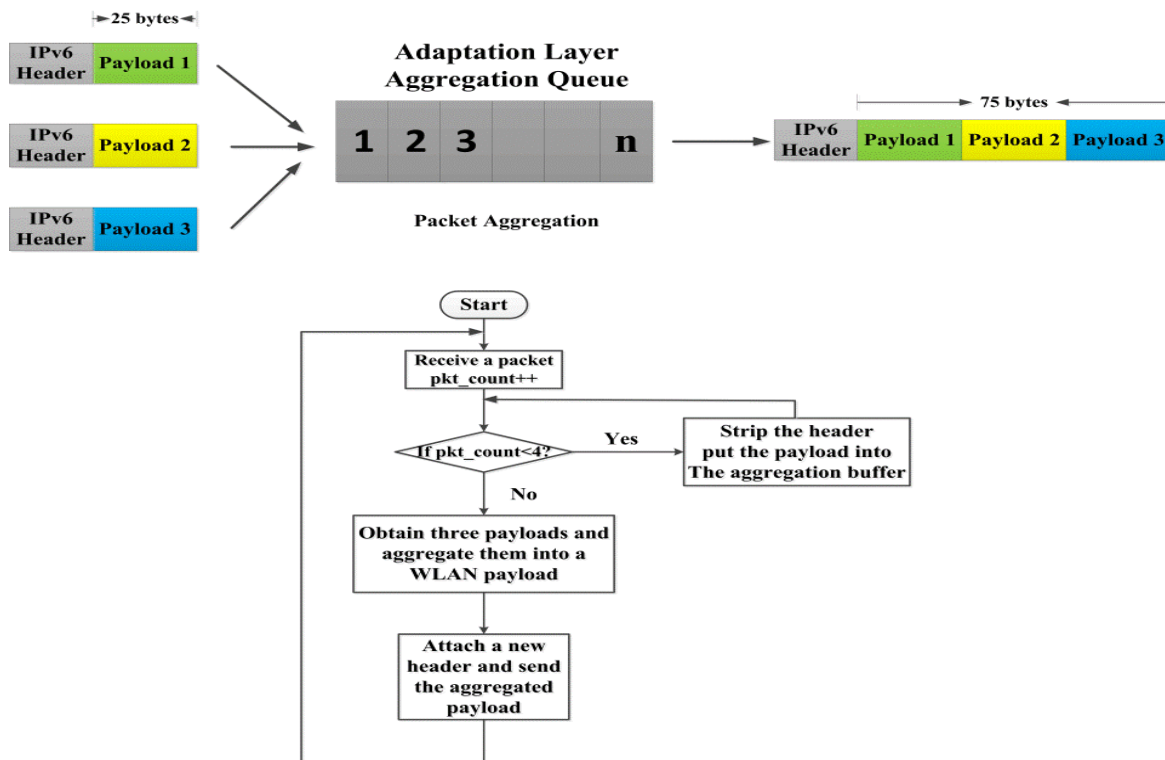 25 bytes
IPv6
Header
Payload 1
IPv6
Header
Payload 2
IPv6
Header
Payload 3
Adaptation Layer
Aggregation Queue
1 2 3 n
Packet Aggregation
75 bytes
IPv6
Header
Payload 1
Payload 2
Payload 3
Start
Receive a packet
pkt_count++
If pkt_count<4?
Yes
Strip the header
put the payload into
The aggregation buffer
No
Obtain three payloads and
aggregate them into a
WLAN payload
Attach a new
header and send
the aggregated
payload